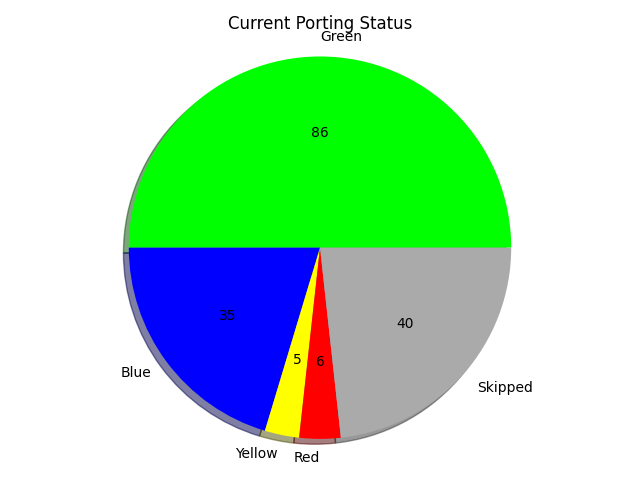 Current Porting Status
Green
86
35
5
6
40
Blue
Yellow
Red
Skipped